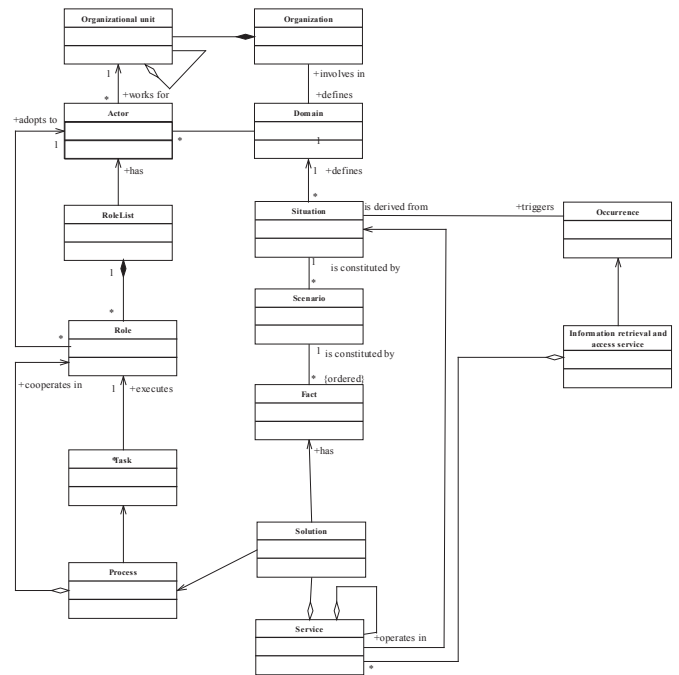 Organizational unit
Organization
1
+involves in
*
+works for
+defines
+adopts to
Actor
Domain
1
*
1
+has
1
+defines
*
RoleList
Situation
is derived from
+triggers
Occurrence
1
is constituted by
1
*
Scenario
*
*
Role
Information retrieval and
access service
1
is constituted by
+cooperates in
1
+executes
*
{ordered}
Fact
+has
*Task
Solution
Process
Service
+operates in
*